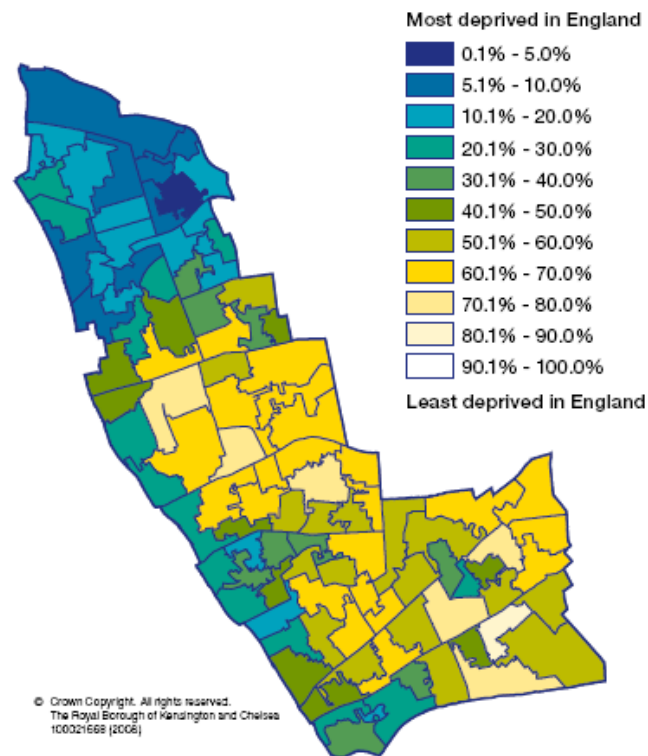 Most deprived in England
0.1% - 5.0%
5.1% - 10.0%
10.1% - 20.0%
20.1% - 30.0%
30.1% - 40.0%
40.1% - 50.0%
50.1% - 60.0%
60.1% - 70.0%
70.1% - 80.0%
80.1% - 90.0%
90.1% - 100.0%
Least deprived in England
© Crown Copyright. All rights reserved.
The Royal Borough of Kensington and Chelsea
100021668 (2008)